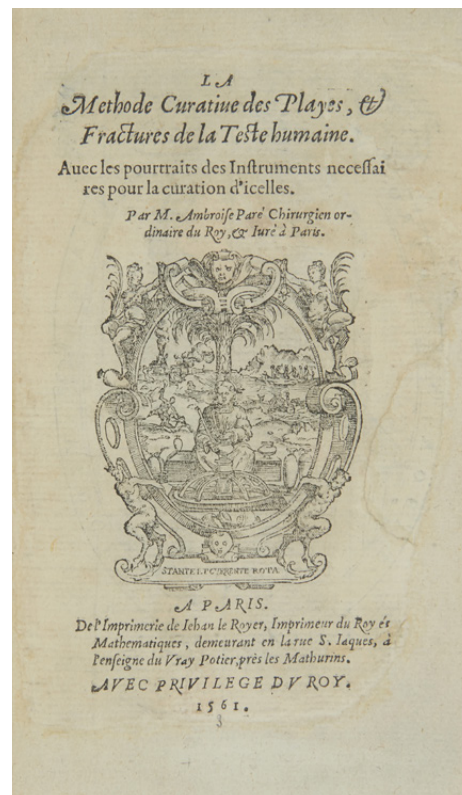 LA
Methode Curatiue des Playes, &
Fractures de la Teste humaine.
Auec les pourtraits des Instruments necessai
res pour la curation d'icelles.
Par M. Ambroise Paré Chirurgien or-
dinaire du Roy, & Iuré à Paris.
STANTE ET CVRRENTE ROTA
A PARIS.
De l'Imprimerie de Iehan le Royer, Imprimeur du Roy és
Mathematiques, demeurant en la rue S. Iaques, à
l'enseigne du Vray Potier, près les Mathurins.
AVEC PRIVILEGE DV ROY.
1561.
3